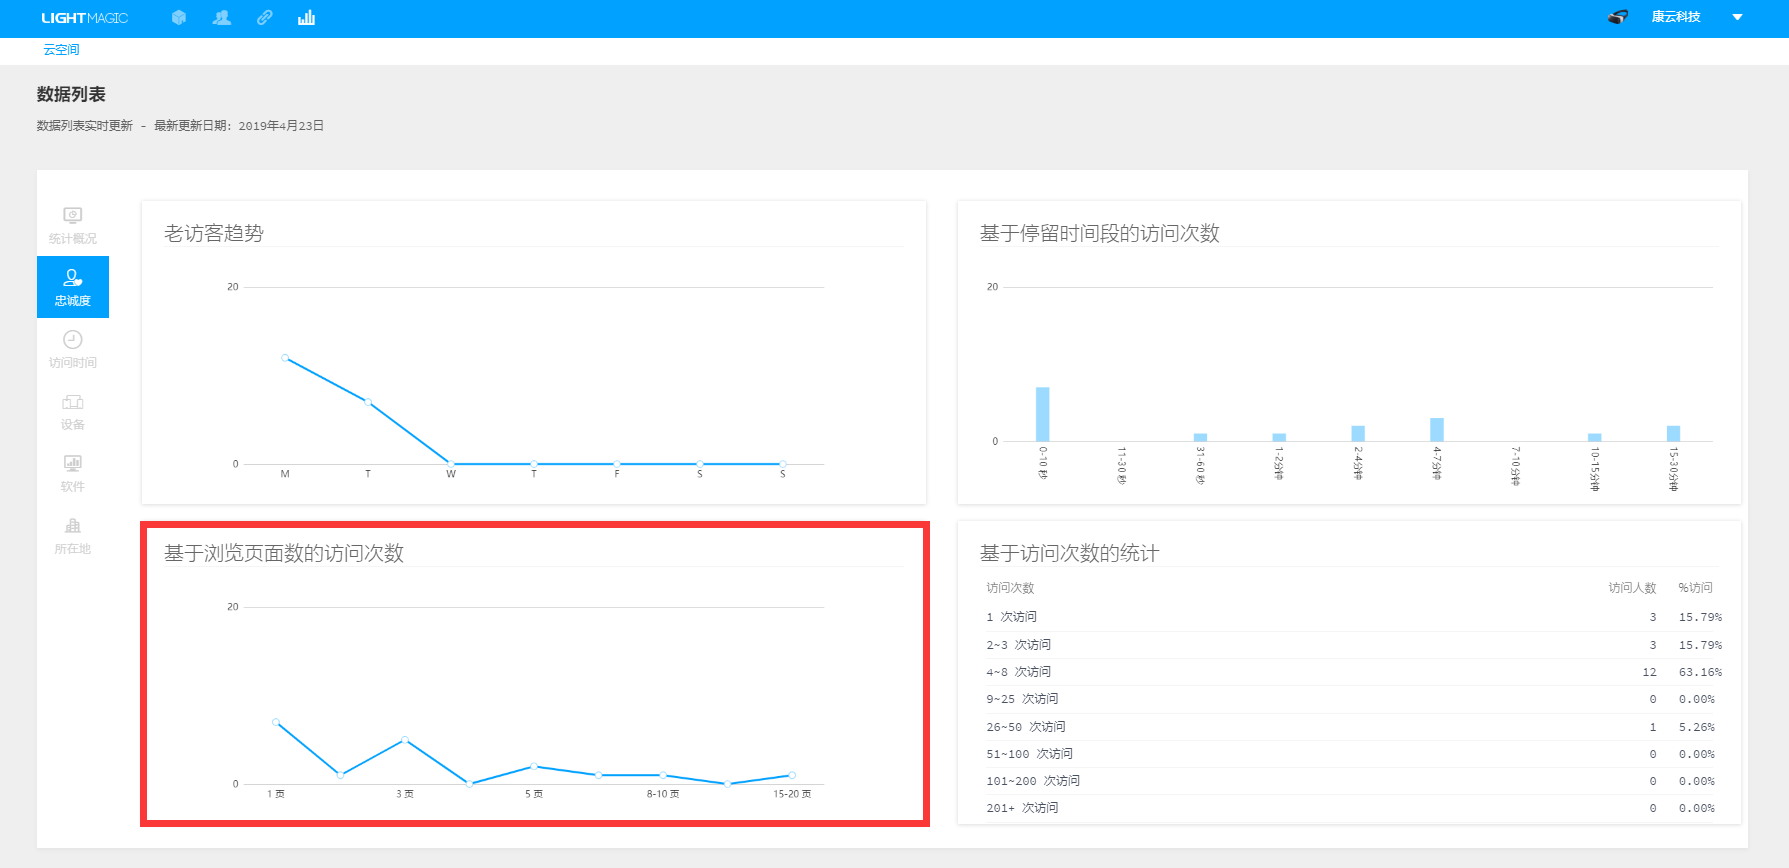 LIGHTMAGIC
康云科技
云空间
数据列表
数据列表实时更新 - 最新更新日期: 2019年4月23日
统计概况
忠诚度
访问时间
设备
软件
所在地
老访客趋势
20
0
M T W T F S S
基于停留时间段的访问次数
20
0
0-10 秒
11-30 秒
31-60 秒
1-2分钟
2-4分钟
4-7分钟
7-10分钟
10-15分钟
15-30分钟
基于浏览页面数的访问次数
20
0
1 页 3 页 5 页 8-10 页 15-20 页
基于访问次数的统计
访问次数 访问人数 %访问
1 次访问 3 15.79%
2~3 次访问 3 15.79%
4~8 次访问 12 63.16%
9~25 次访问 0 0.00%
26~50 次访问 1 5.26%
51~100 次访问 0 0.00%
101~200 次访问 0 0.00%
201+ 次访问 0 0.00%